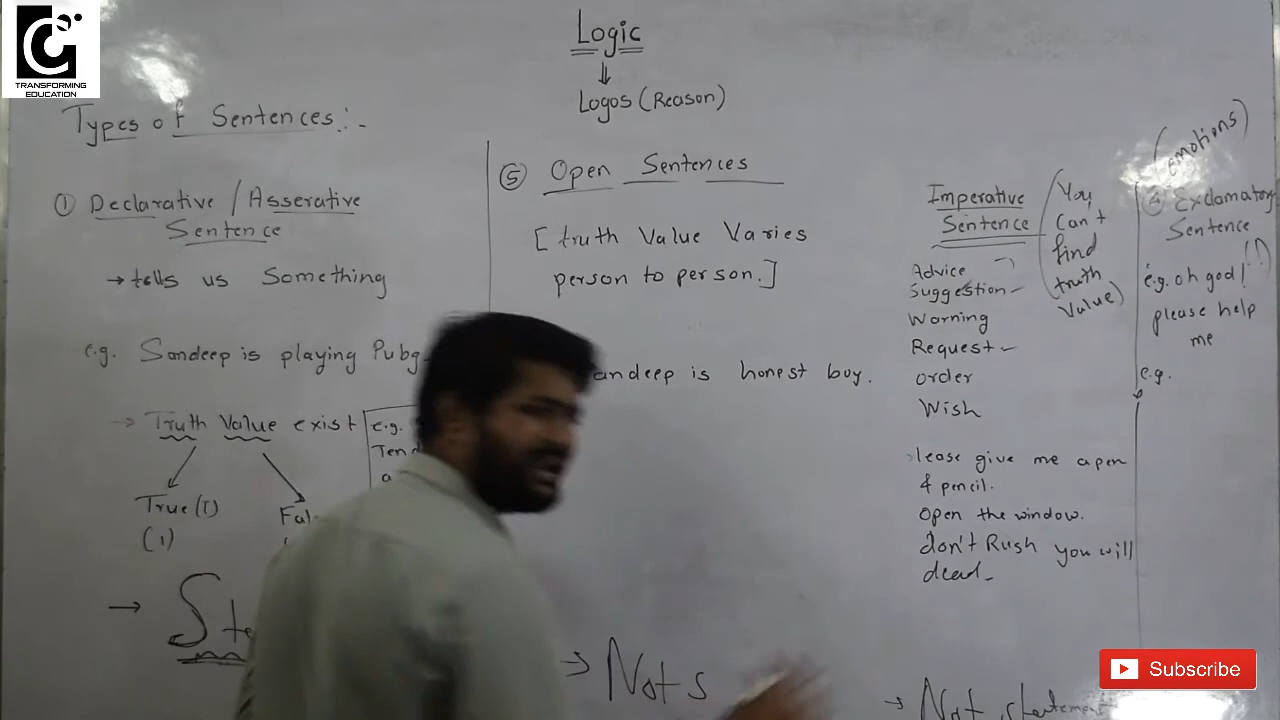 TRANSFORMING
EDUCATION
Logic
⇓
Logos (Reason)
Types of Sentences :-
① Declarative / Asserative
Sentence
→ tells us Something
e.g. Sandeep is playing Pubg
→ Truth Value exist
True (T)
(1)
e.g.
⑤ Open Sentences
[ truth Value Varies
person to person.]
andeep is honest boy.
→ Not s
Imperative
Sentence
(You
Can't
find
truth
Value)
Advice
Suggestion
Worning
Request
order
Wish
lease give me a pen
& pencil.
Open the window.
don't Rush you will
dead
→ Not statement
(emotions)
④ Exclamatory
Sentence
(!)
e.g. oh god!
please help
me
e.g.
Subscribe